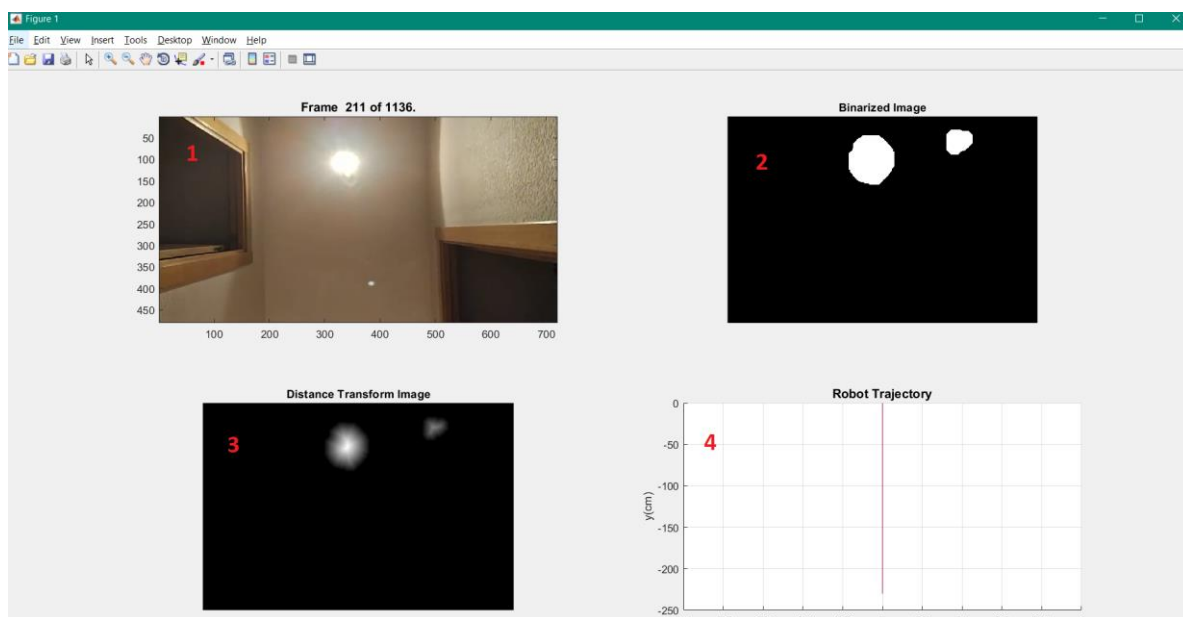 Figure 1
File Edit View Insert Tools Desktop Window Help
Frame 211 of 1136.
50
100
150
200
250
300
350
400
450
100 200 300 400 500 600 700
1
Binarized Image
2
Distance Transform Image
3
Robot Trajectory
0
-50
-100
-150
-200
-250
y(cm)
4